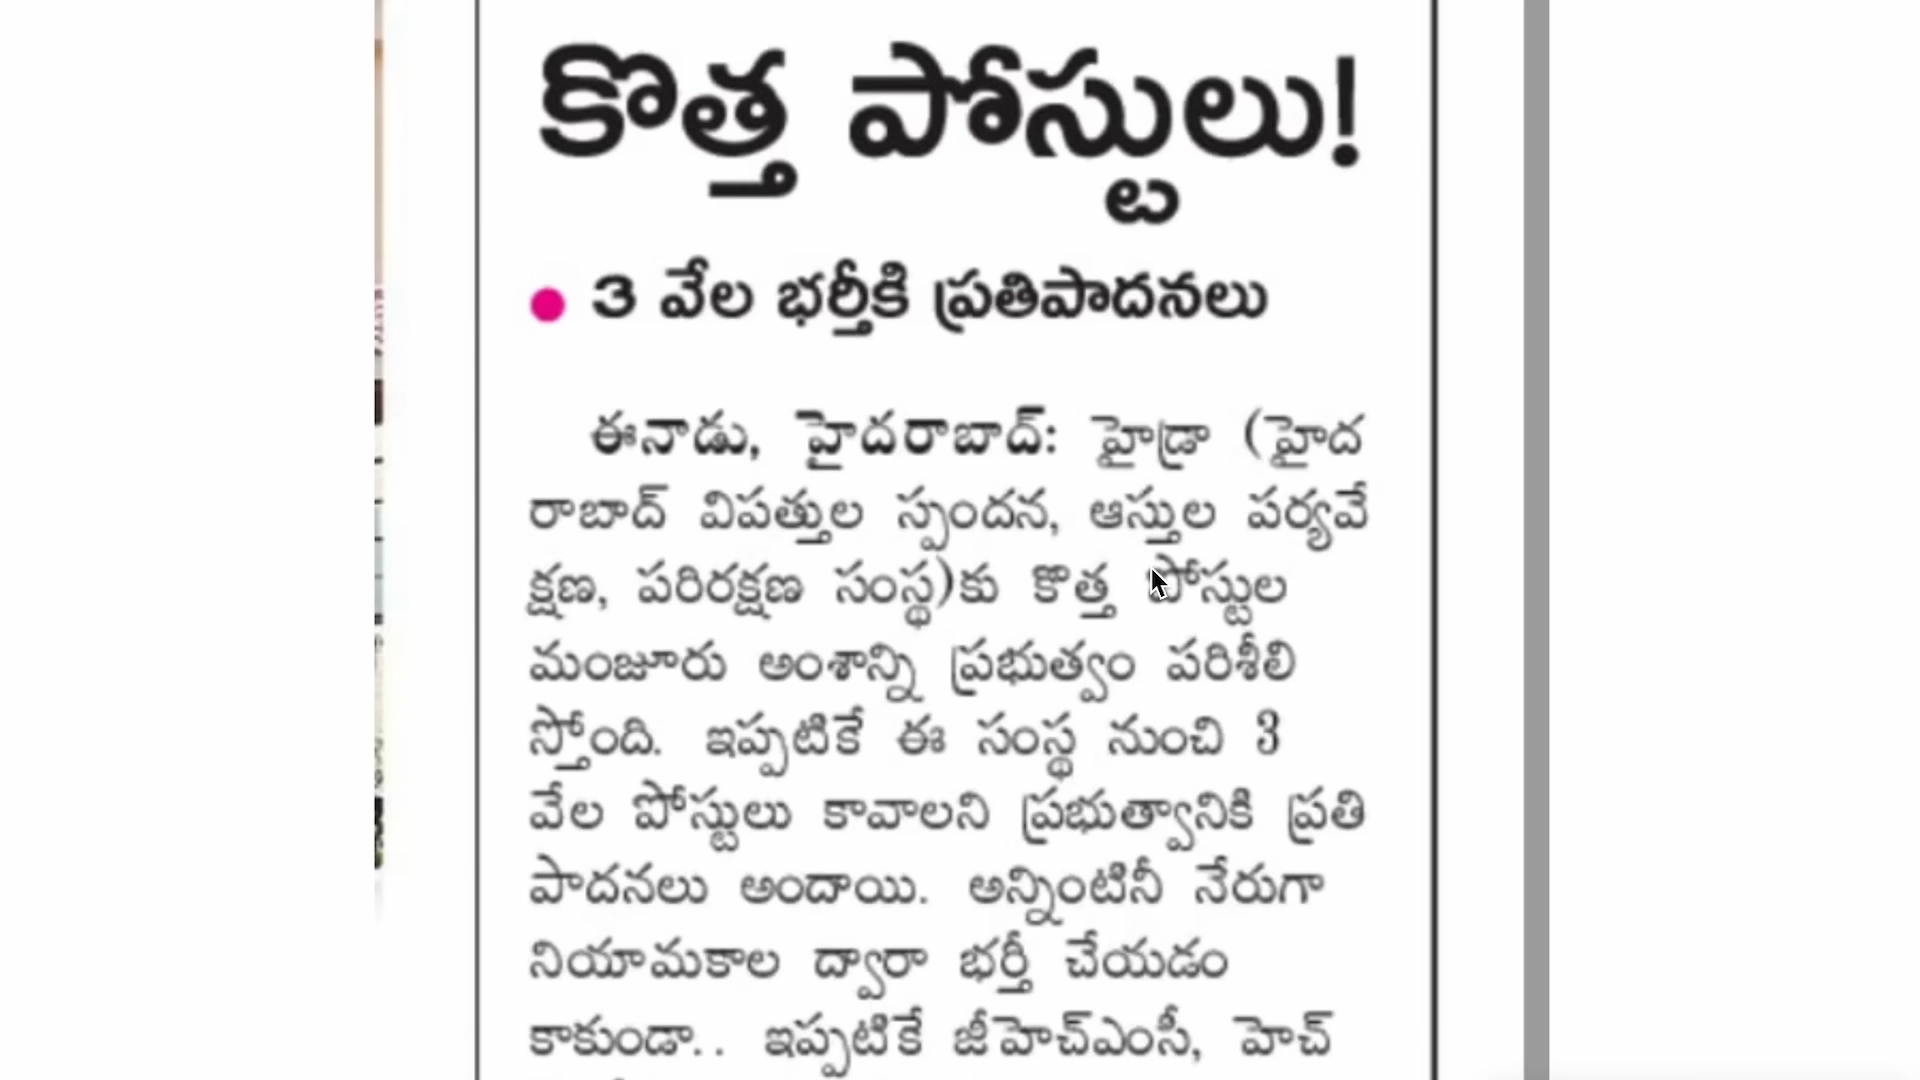 కొత్త పోస్టులు!
● 3 వేల భర్తీకి ప్రతిపాదనలు
ఈనాడు, హైదరాబాద్: హైడ్రా (హైద
రాబాద్ విపత్తుల స్పందన, ఆస్తుల పర్యవే
క్షణ, పరిరక్షణ సంస్థ)కు కొత్త పోస్టుల
మంజూరు అంశాన్ని ప్రభుత్వం పరిశీలి
స్తోంది. ఇప్పటికే ఈ సంస్థ నుంచి 3
వేల పోస్టులు కావాలని ప్రభుత్వానికి ప్రతి
పాదనలు అందాయి. అన్నింటినీ నేరుగా
నియామకాల ద్వారా భర్తీ చేయడం
కాకుండా.. ఇప్పటికే జీహెచ్ఎంసీ, హెచ్